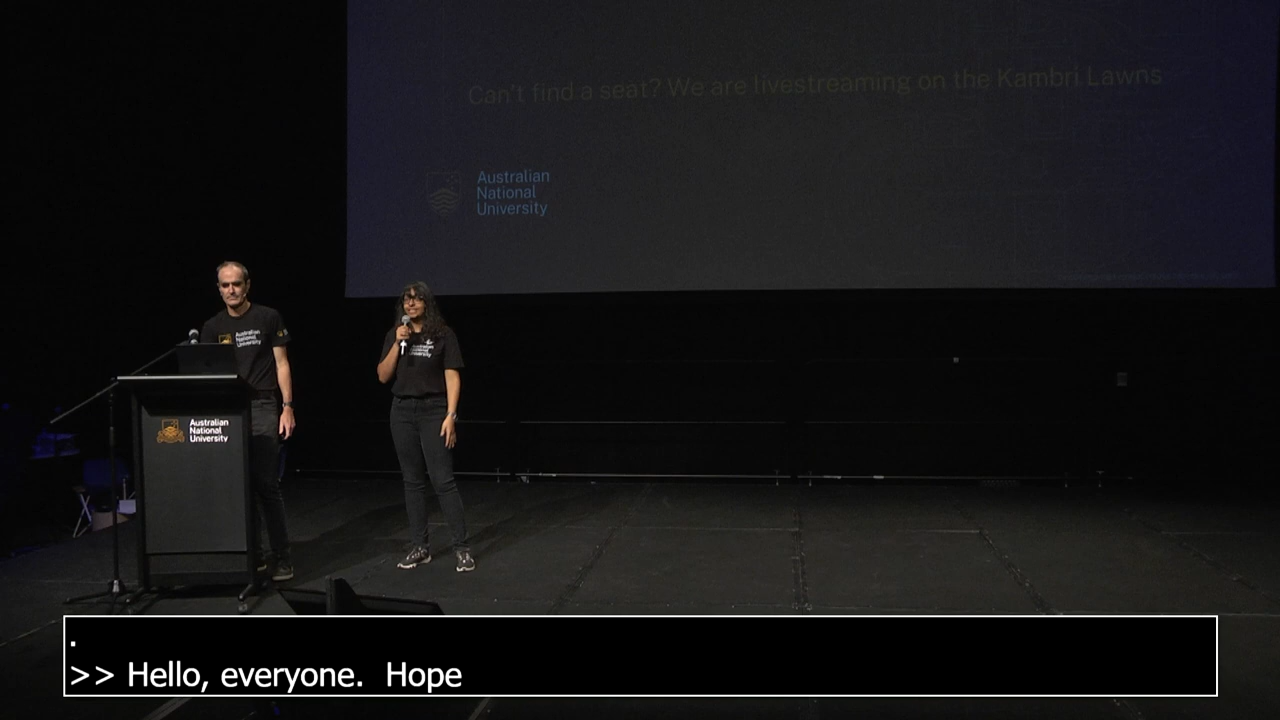 Can't find a seat? We are livestreaming on the Kambri Lawns
Australian
National
University
Australian
National
University
Australian
National
University
Australian
National
University
.
>> Hello, everyone.  Hope